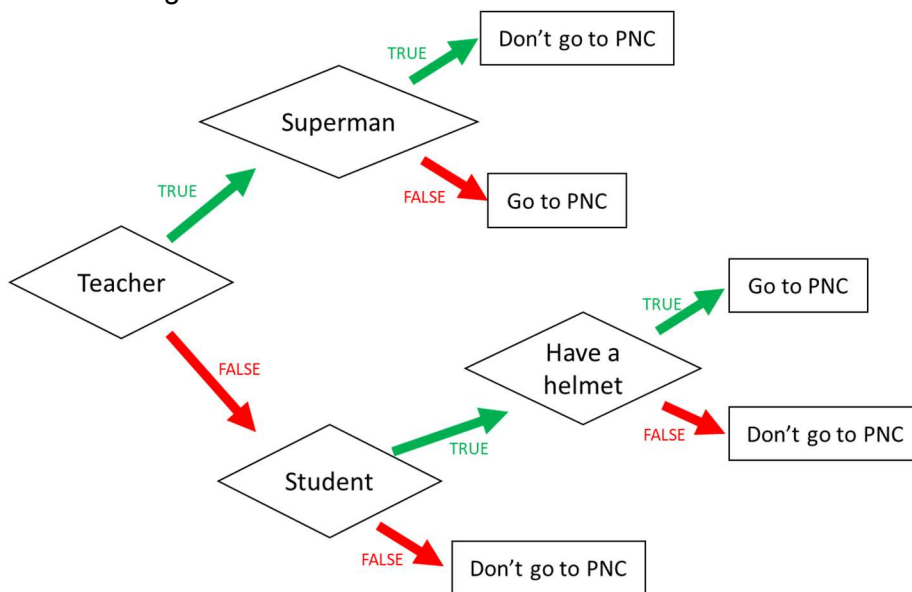 Don't go to PNC
TRUE
Superman
TRUE
FALSE
Go to PNC
Teacher
Go to PNC
TRUE
Have a
helmet
FALSE
FALSE
Don't go to PNC
TRUE
Student
FALSE
Don't go to PNC